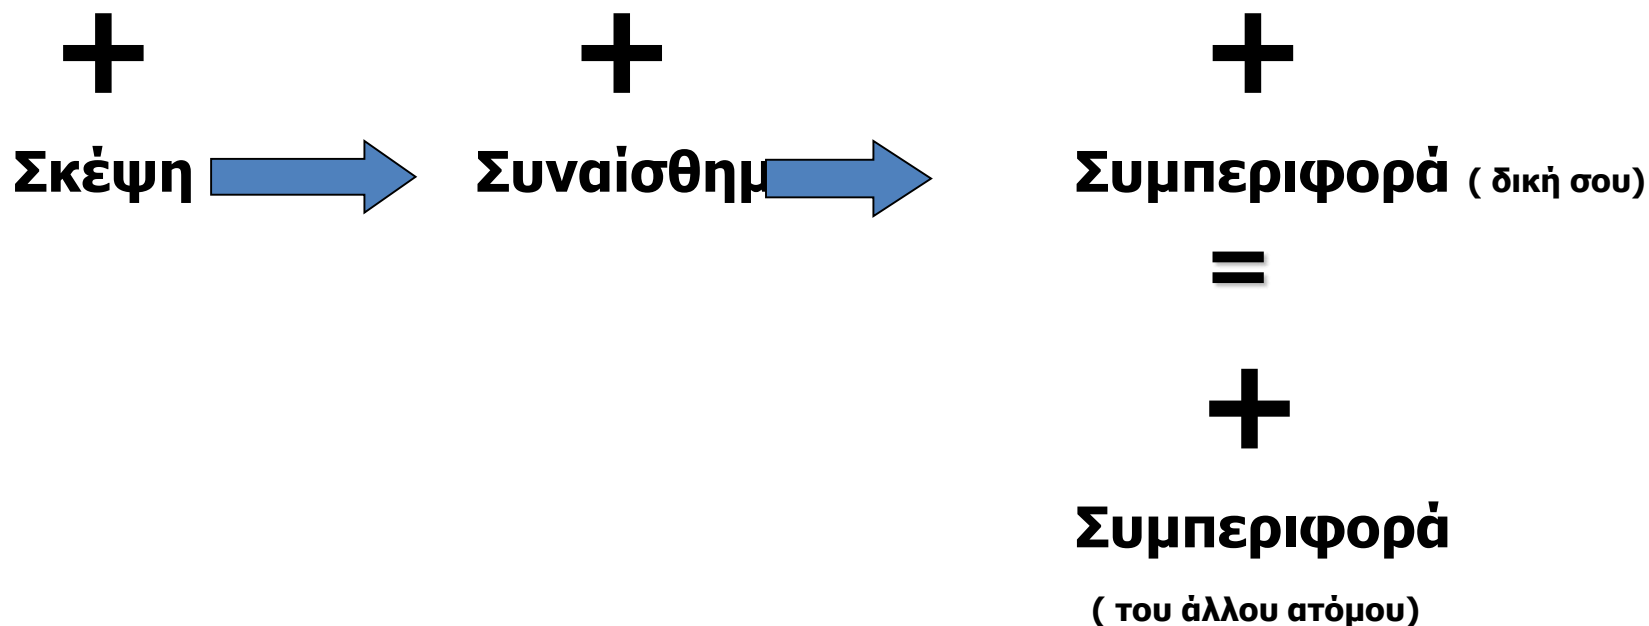 + + +
Σκέψη Συναίσθημ Συμπεριφορά ( δική σου)
=
+
Συμπεριφορά
( του άλλου ατόμου)